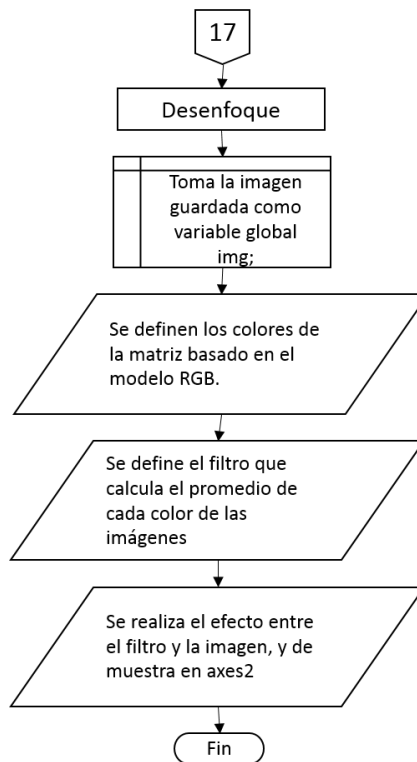 17
Desenfoque
Toma la imagen
guardada como
variable global
img;
Se definen los colores de
la matriz basado en el
modelo RGB.
Se define el filtro que
calcula el promedio de
cada color de las
imágenes
Se realiza el efecto entre
el filtro y la imagen, y de
muestra en axes2
Fin